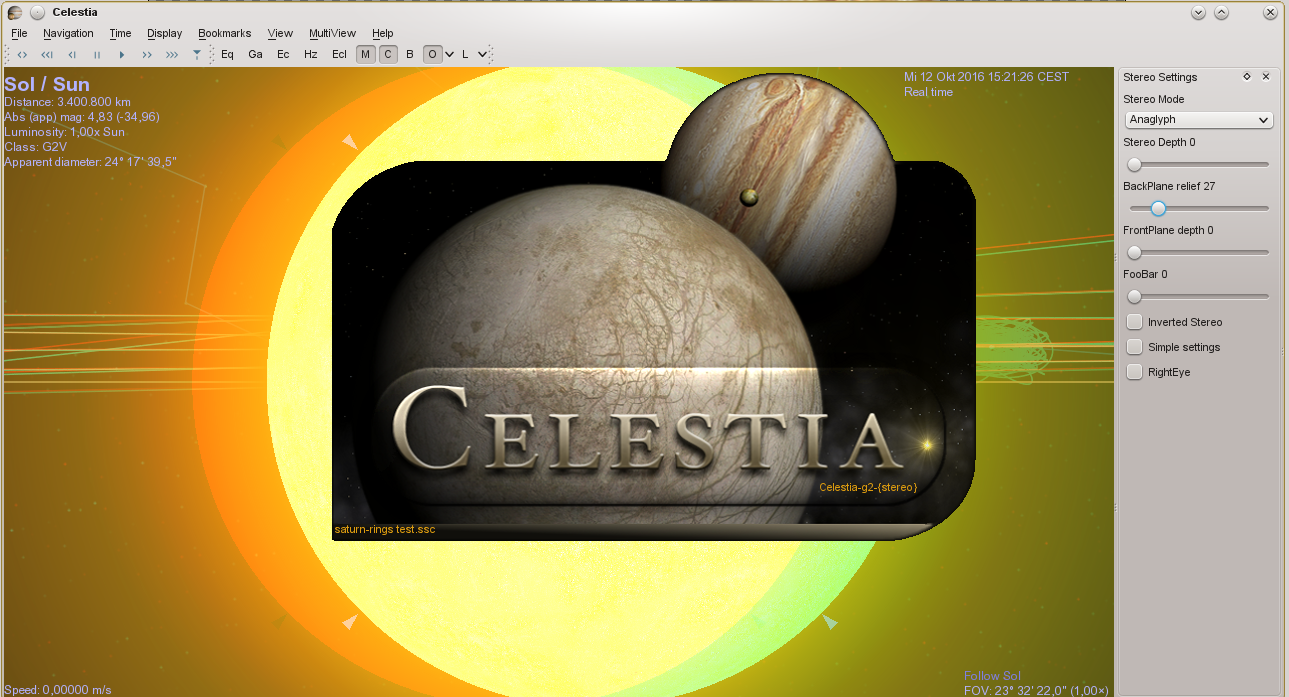 Celestia
File Navigation Time Display Bookmarks View MultiView Help
Eq Ga Ec Hz Ecl M C B O L
Sol / Sun
Distance: 3.400.800 km
Abs (app) mag: 4,83 (-34,96)
Luminosity: 1,00x Sun
Class: G2V
Apparent diameter: 24° 17' 39,5"
Mi 12 Okt 2016 15:21:26 CEST
Real time
CELESTIA
Celestia-g2-{stereo}
saturn-rings test.ssc
Speed: 0,00000 m/s
Follow Sol
FOV: 23° 32' 22,0" (1,00×)
Stereo Settings
Stereo Mode
Anaglyph
Stereo Depth 0
BackPlane relief 27
FrontPlane depth 0
FooBar 0
Inverted Stereo
Simple settings
RightEye